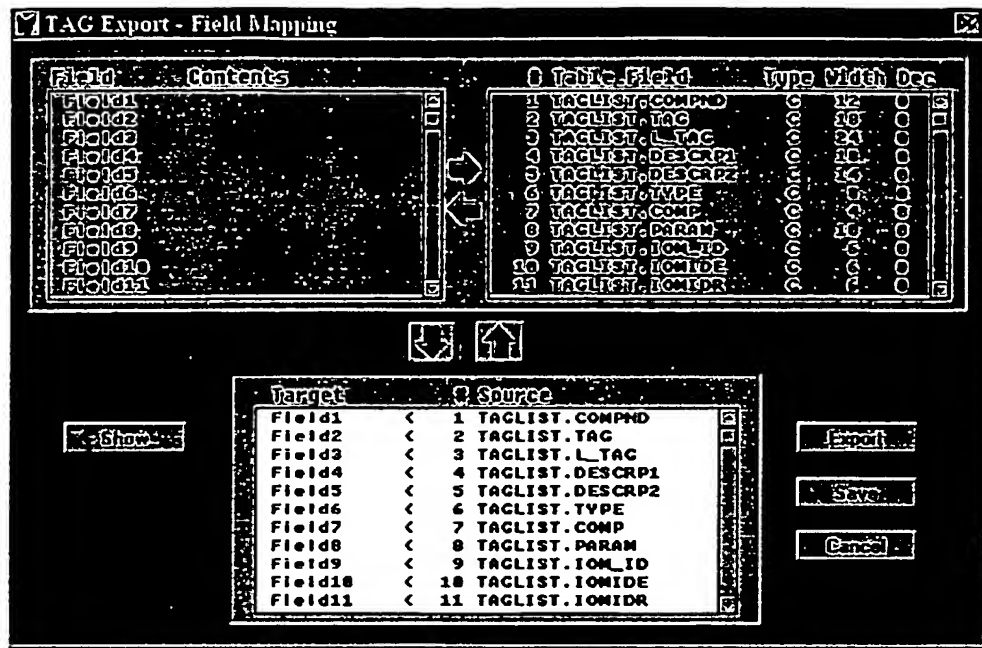 TAG Export - Field Mapping
Field Contents
Field1
Field2
Field3
Field4
Field5
Field6
Field7
Field8
Field9
Field10
Field11
# Table.Field Type Width Dec
1 TAGLIST.COMPND C 12 0
2 TAGLIST.TAG C 18 0
3 TAGLIST.L_TAG C 24 0
4 TAGLIST.DESCRP1 C 18 0
5 TAGLIST.DESCRP2 C 14 0
6 TAGLIST.TYPE C 8 0
7 TAGLIST.COMP C 4 0
8 TAGLIST.PARAM C 10 0
9 TAGLIST.IOM_ID C 6 0
10 TAGLIST.IOMIDE C 6 0
11 TAGLIST.IOMIDR C 6 0
Target # Source
Field1 < 1 TAGLIST.COMPND
Field2 < 2 TAGLIST.TAG
Field3 < 3 TAGLIST.L_TAG
Field4 < 4 TAGLIST.DESCRP1
Field5 < 5 TAGLIST.DESCRP2
Field6 < 6 TAGLIST.TYPE
Field7 < 7 TAGLIST.COMP
Field8 < 8 TAGLIST.PARAM
Field9 < 9 TAGLIST.IOM_ID
Field10 < 10 TAGLIST.IOMIDE
Field11 < 11 TAGLIST.IOMIDR
Show
Export
Save
Cancel